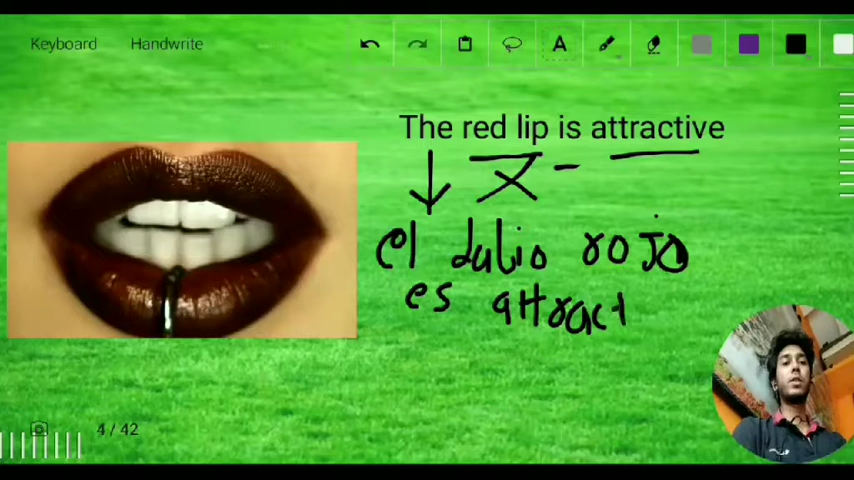 Keyboard Handwrite
The red lip is attractive
el labio rojo
es attract
4 / 42